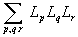 ∑ L_p L_q L_r
p,q r